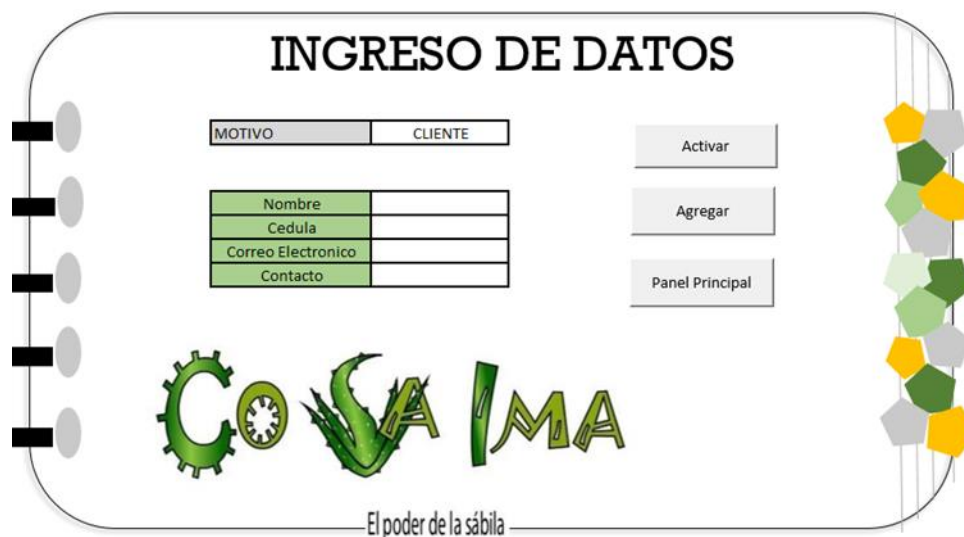 INGRESO DE DATOS
MOTIVO CLIENTE
Activar
Nombre
Cedula
Correo Electronico
Contacto
Agregar
Panel Principal
CoSA IMA
El poder de la sábila